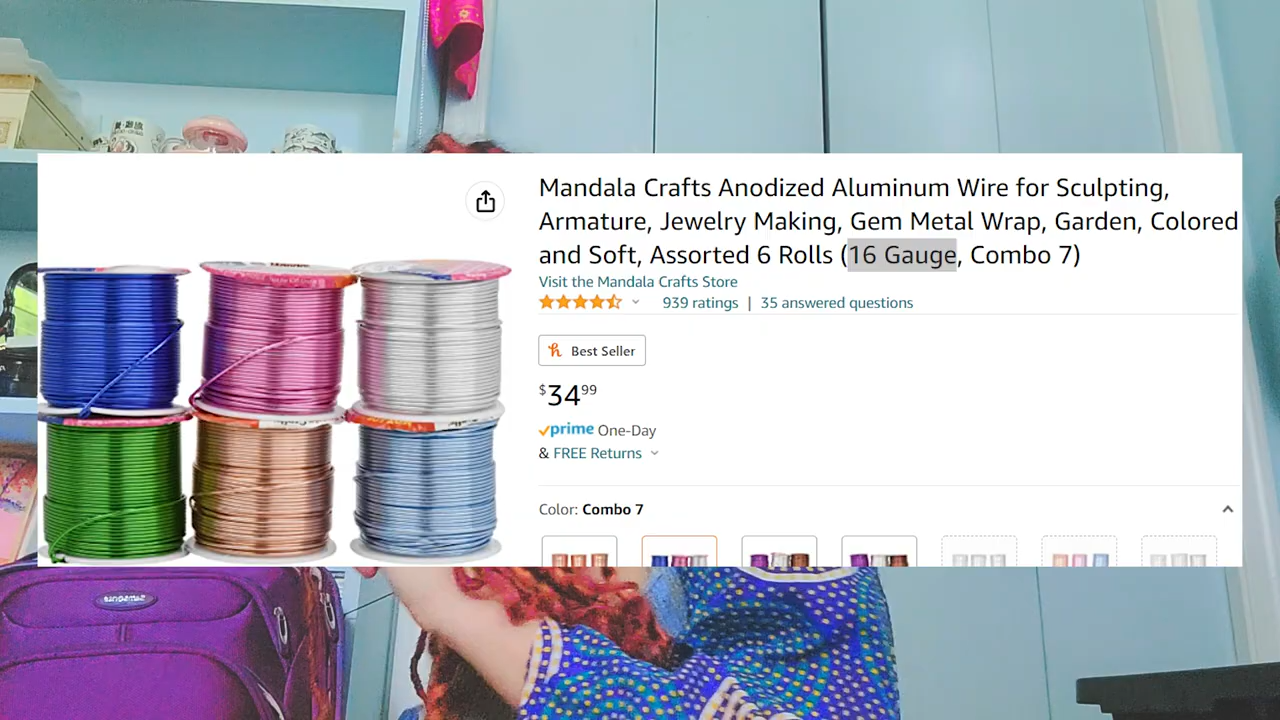 Mandala Crafts Anodized Aluminum Wire for Sculpting,
Armature, Jewelry Making, Gem Metal Wrap, Garden, Colored
and Soft, Assorted 6 Rolls (16 Gauge, Combo 7)
Visit the Mandala Crafts Store
939 ratings | 35 answered questions
Best Seller
$34 99
prime One-Day
& FREE Returns
Color: Combo 7